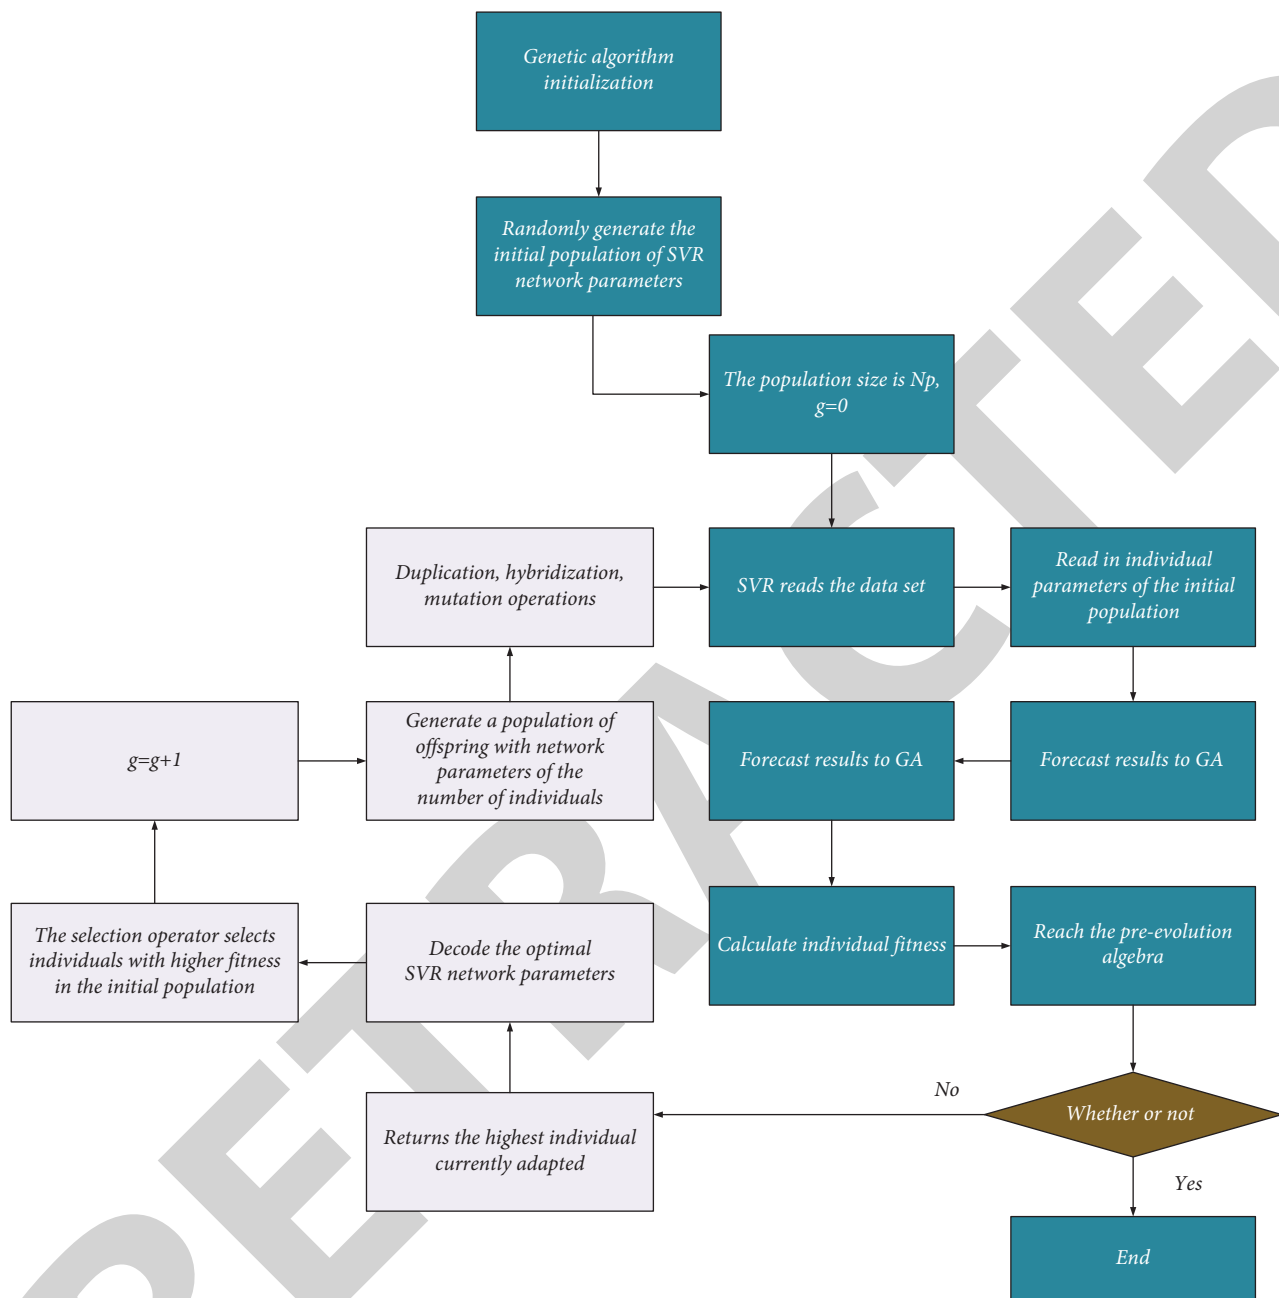 Genetic algorithm
initialization
Randomly generate the
initial population of SVR
network parameters
The population size is Np,
g=0
Duplication, hybridization,
mutation operations
SVR reads the data set
Read in individual
parameters of the initial
population
g=g+1
Generate a population of
offspring with network
parameters of the
number of individuals
Forecast results to GA
Forecast results to GA
The selection operator selects
individuals with higher fitness
in the initial population
Decode the optimal
SVR network parameters
Calculate individual fitness
Reach the pre-evolution
algebra
No
Whether or not
Returns the highest individual
currently adapted
Yes
End
RETRACTED